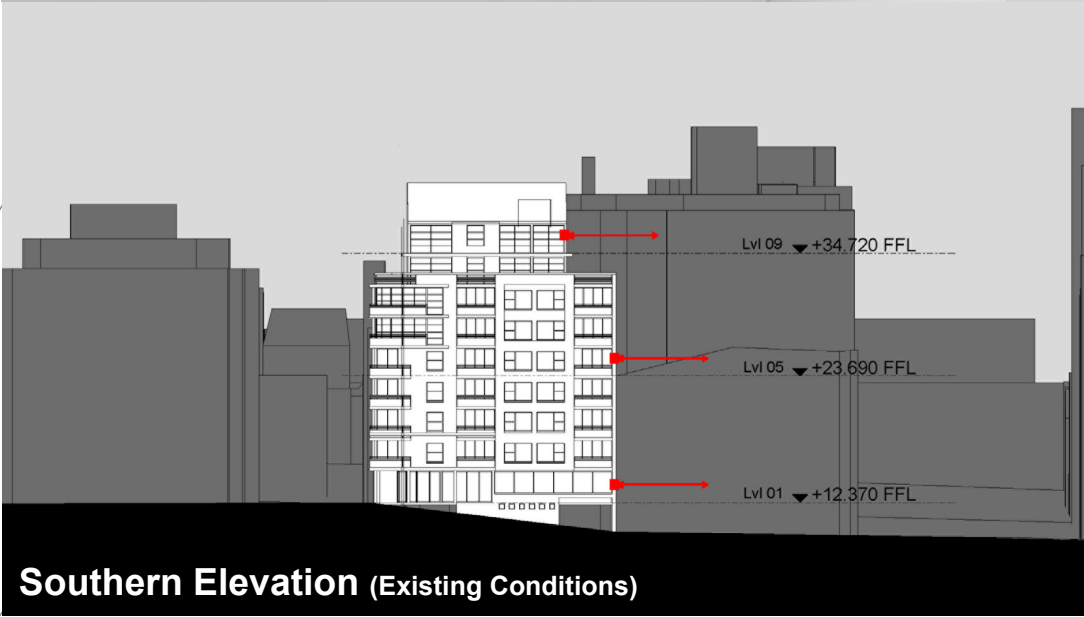 Lvl 09 +34.720 FFL
Lvl 05 +23.690 FFL
Lvl 01 +12.370 FFL
Southern Elevation (Existing Conditions)